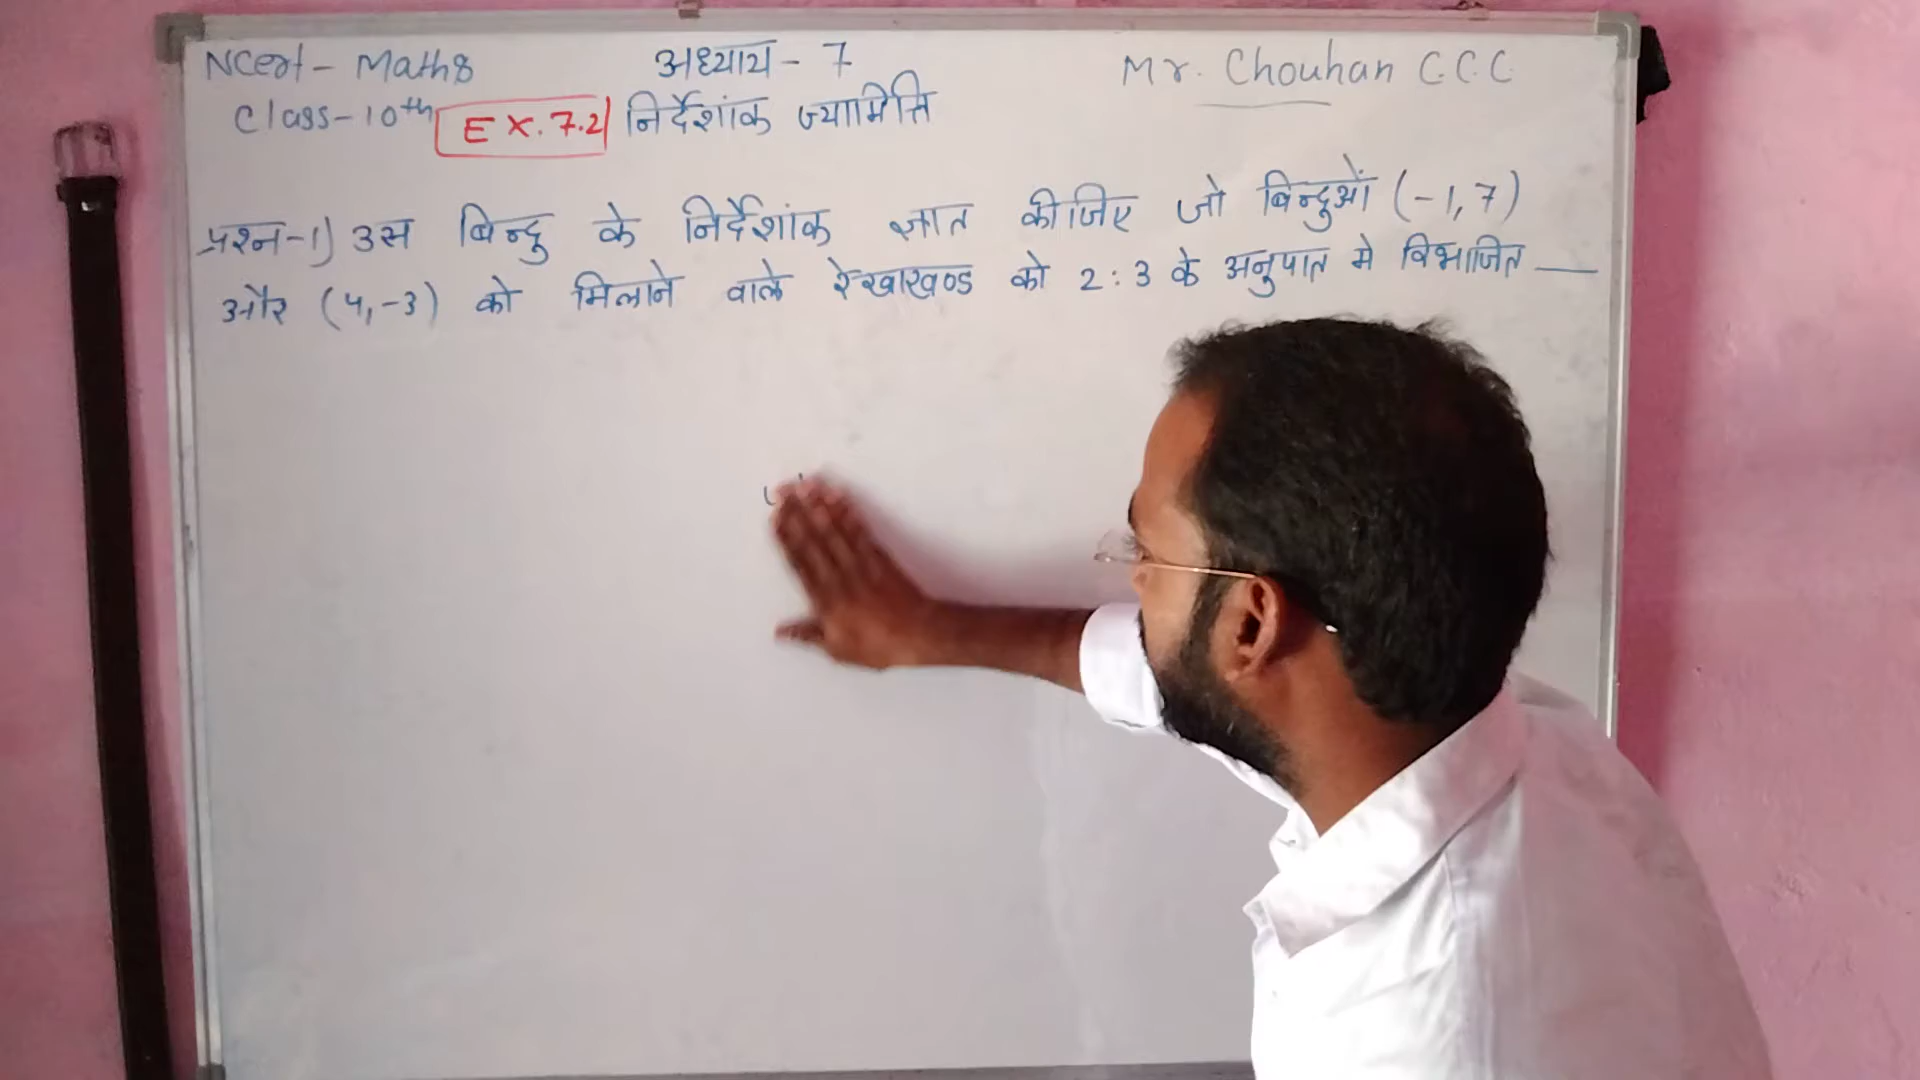 NCert - Maths अध्याय - 7 Mr. Chouhan C.C.C
Class-10th EX.7.2 निर्देशांक ज्यामिति
प्रश्न-1) उस बिन्दु के निर्देशांक ज्ञात कीजिए जो बिन्दुओं (-1,7)
और (4,-3) को मिलाने वाले रेखाखण्ड को 2:3 के अनुपात मे विभाजित ___